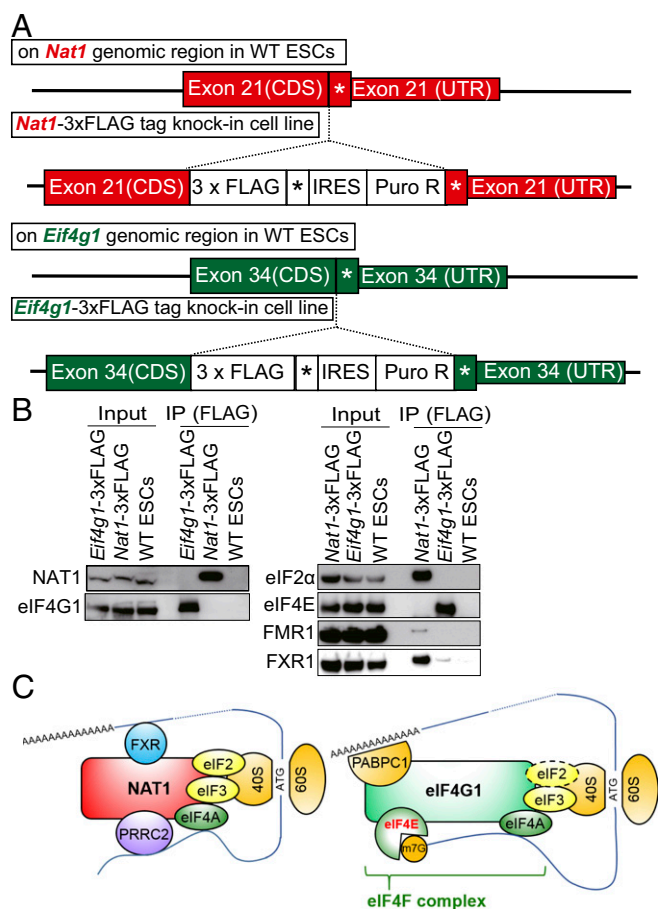 A
on Nat1 genomic region in WT ESCs
Exon 21(CDS) * Exon 21 (UTR)
Nat1-3xFLAG tag knock-in cell line
Exon 21(CDS) 3 x FLAG * IRES Puro R * Exon 21 (UTR)
on Eif4g1 genomic region in WT ESCs
Exon 34(CDS) * Exon 34 (UTR)
Eif4g1-3xFLAG tag knock-in cell line
Exon 34(CDS) 3 x FLAG * IRES Puro R * Exon 34 (UTR)
B
Input IP (FLAG)
Eif4g1-3xFLAG
Nat1-3xFLAG
WT ESCs
Eif4g1-3xFLAG
Nat1-3xFLAG
WT ESCs
NAT1
eIF4G1
Input IP (FLAG)
Nat1-3xFLAG
Eif4g1-3xFLAG
WT ESCs
Nat1-3xFLAG
Eif4g1-3xFLAG
WT ESCs
eIF2α
eIF4E
FMR1
FXR1
C
AAAAAAAAAAAAAAA
FXR
NAT1
eIF2
eIF3
eIF4A
40S
ATG
60S
PRRC2
AAAAAAAAAAAAAAA
PABPC1
eIF4G1
eIF2
eIF3
eIF4A
40S
ATG
60S
eIF4E
m7G
eIF4F complex